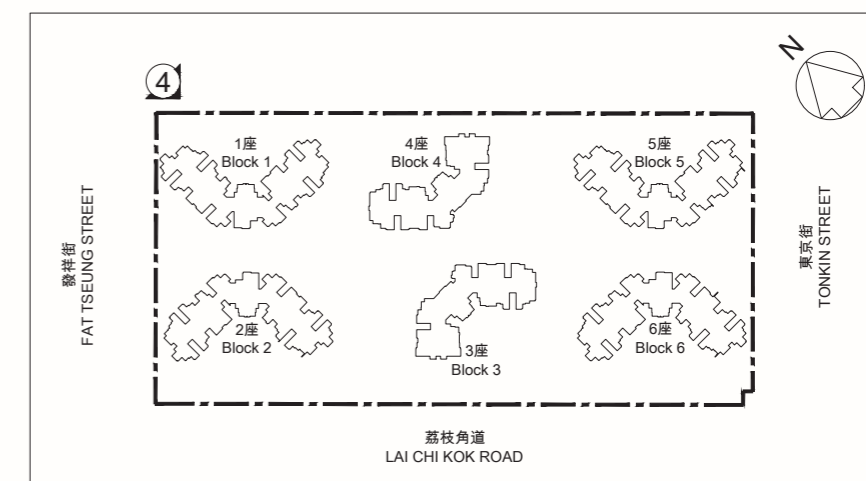 N
4
1座
Block 1
4座
Block 4
5座
Block 5
發祥街
FAT TSEUNG STREET
東京街
TONKIN STREET
2座
Block 2
3座
Block 3
6座
Block 6
荔枝角道
LAI CHI KOK ROAD